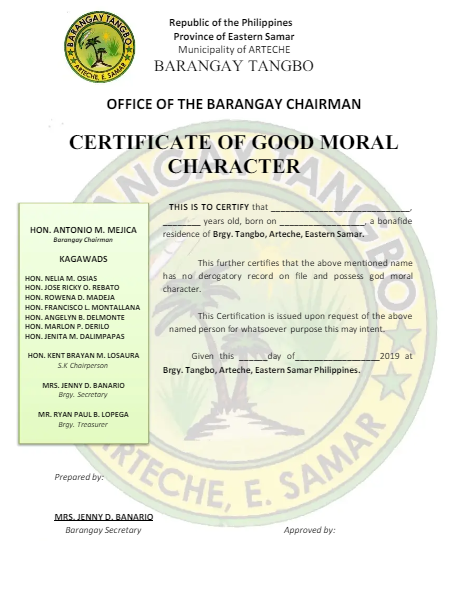 BARANGAY TANGBO
ARTECHE, E. SAMAR
Republic of the Philippines
Province of Eastern Samar
Municipality of ARTECHE
BARANGAY TANGBO
OFFICE OF THE BARANGAY CHAIRMAN
CERTIFICATE OF GOOD MORAL
CHARACTER
HON. ANTONIO M. MEJICA
Barangay Chairman
KAGAWADS
HON. NELIA M. OSIAS
HON. JOSE RICKY O. REBATO
HON. ROWENA D. MADEJA
HON. FRANCISCO L. MONTALLANA
HON. ANGELYN B. DELMONTE
HON. MARLON P. DERILO
HON. JENITA M. DALIMPAPAS
HON. KENT BRAYAN M. LOSAURA
S.K Chairperson
MRS. JENNY D. BANARIO
Brgy. Secretary
MR. RYAN PAUL B. LOPEGA
Brgy. Treasurer
THIS IS TO CERTIFY that ______________________________,
________ years old, born on ___________________, a bonafide
residence of Brgy. Tangbo, Arteche, Eastern Samar.
This further certifies that the above mentioned name
has no derogatory record on file and possess god moral
character.
This Certification is issued upon request of the above
named person for whatsoever purpose this may intent.
Given this ______day of__________________2019 at
Brgy. Tangbo, Arteche, Eastern Samar Philippines.
Prepared by:
MRS. JENNY D. BANARIO
Barangay Secretary
Approved by:
BARANGAY TANGBO
ARTECHE, E. SAMAR